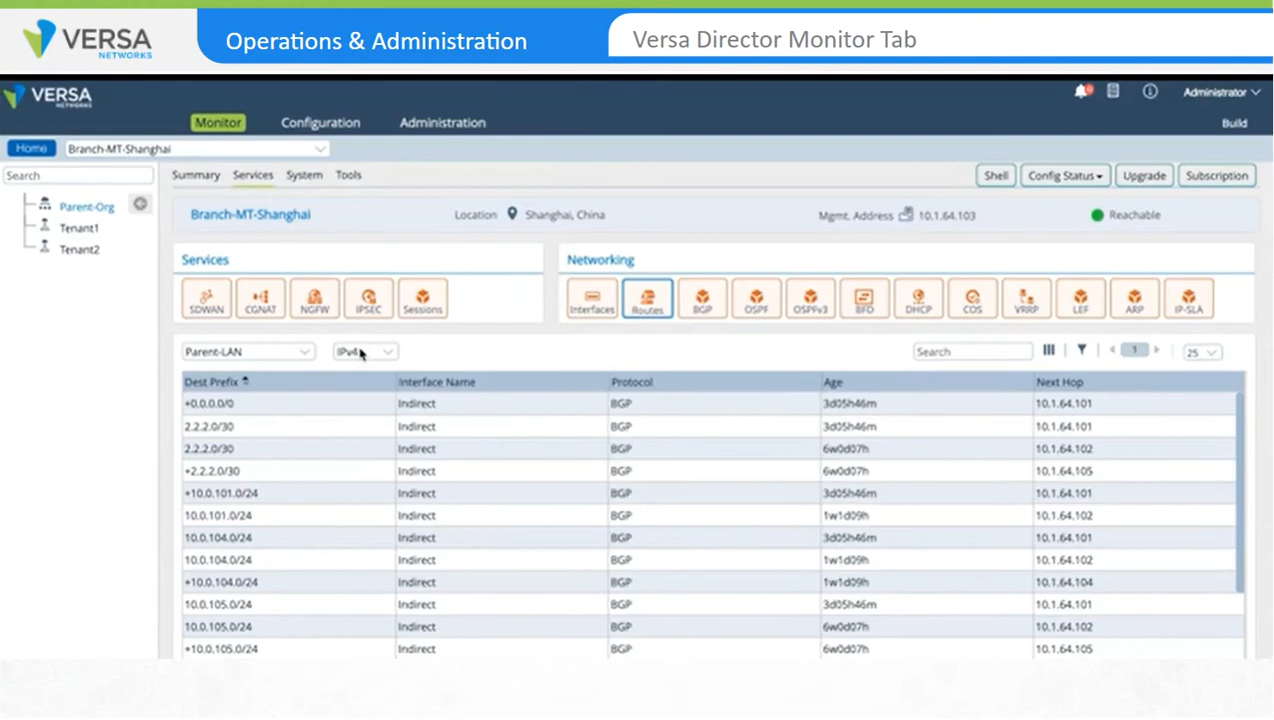 VERSA
NETWORKS
Operations & Administration
Versa Director Monitor Tab
VERSA
NETWORKS
Administrator
Monitor Configuration Administration
Build
Home Branch-MT-Shanghai
Search
Summary Services System Tools
Shell Config Status Upgrade Subscription
Parent-Org
Tenant1
Tenant2
Branch-MT-Shanghai Location Shanghai, China Mgmt. Address 10.1.64.103 Reachable
Services Networking
SDWAN CGNAT NGFW IPSEC Sessions Interfaces Routes BGP OSPF OSPFv3 BFD DHCP COS VRRP LEF ARP IP-SLA
Parent-LAN IPv4 Search 1 25
Dest Prefix Interface Name Protocol Age Next Hop
+0.0.0.0/0 Indirect BGP 3d05h46m 10.1.64.101
2.2.2.0/30 Indirect BGP 3d05h46m 10.1.64.101
2.2.2.0/30 Indirect BGP 6w0d07h 10.1.64.102
+2.2.2.0/30 Indirect BGP 6w0d07h 10.1.64.105
+10.0.101.0/24 Indirect BGP 3d05h46m 10.1.64.101
10.0.101.0/24 Indirect BGP 1w1d09h 10.1.64.102
10.0.104.0/24 Indirect BGP 3d05h46m 10.1.64.101
10.0.104.0/24 Indirect BGP 1w1d09h 10.1.64.102
+10.0.104.0/24 Indirect BGP 1w1d09h 10.1.64.104
10.0.105.0/24 Indirect BGP 3d05h46m 10.1.64.101
10.0.105.0/24 Indirect BGP 6w0d07h 10.1.64.102
+10.0.105.0/24 Indirect BGP 6w0d07h 10.1.64.105